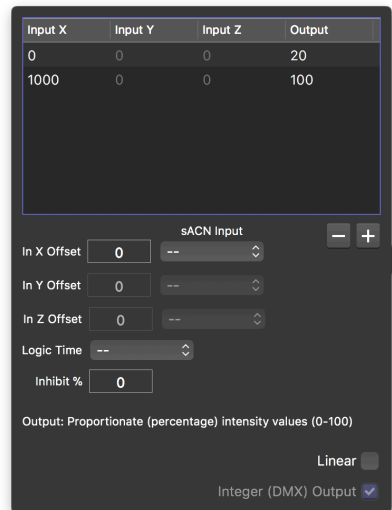 Input X Input Y Input Z Output
0 0 0 20
1000 0 0 100
sACN Input
In X Offset 0 --
In Y Offset 0 --
In Z Offset 0 --
Logic Time --
Inhibit % 0
Output: Proportionate (percentage) intensity values (0-100)
Linear
Integer (DMX) Output